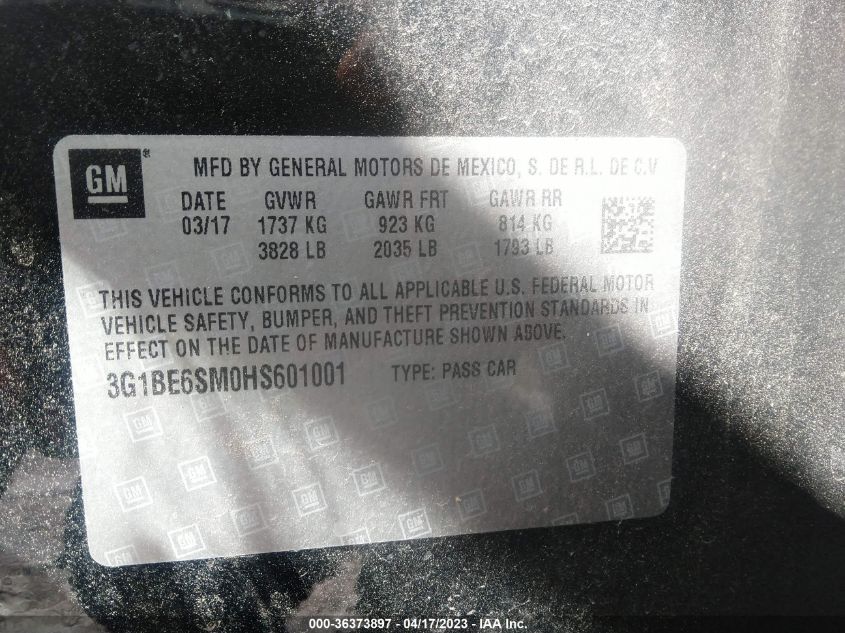 GM ® MFD BY GENERAL MOTORS DE MEXICO, S. DE R.L. DE C.V
DATE GVWR GAWR FRT GAWR RR
03/17 1737 KG 923 KG 814 KG
3828 LB 2035 LB 1793 LB
THIS VEHICLE CONFORMS TO ALL APPLICABLE U.S. FEDERAL MOTOR
VEHICLE SAFETY, BUMPER, AND THEFT PREVENTION STANDARDS IN
EFFECT ON THE DATE OF MANUFACTURE SHOWN ABOVE.
3G1BE6SM0HS601001 TYPE: PASS CAR
000-36373897 - 04/17/2023 - IAA Inc.